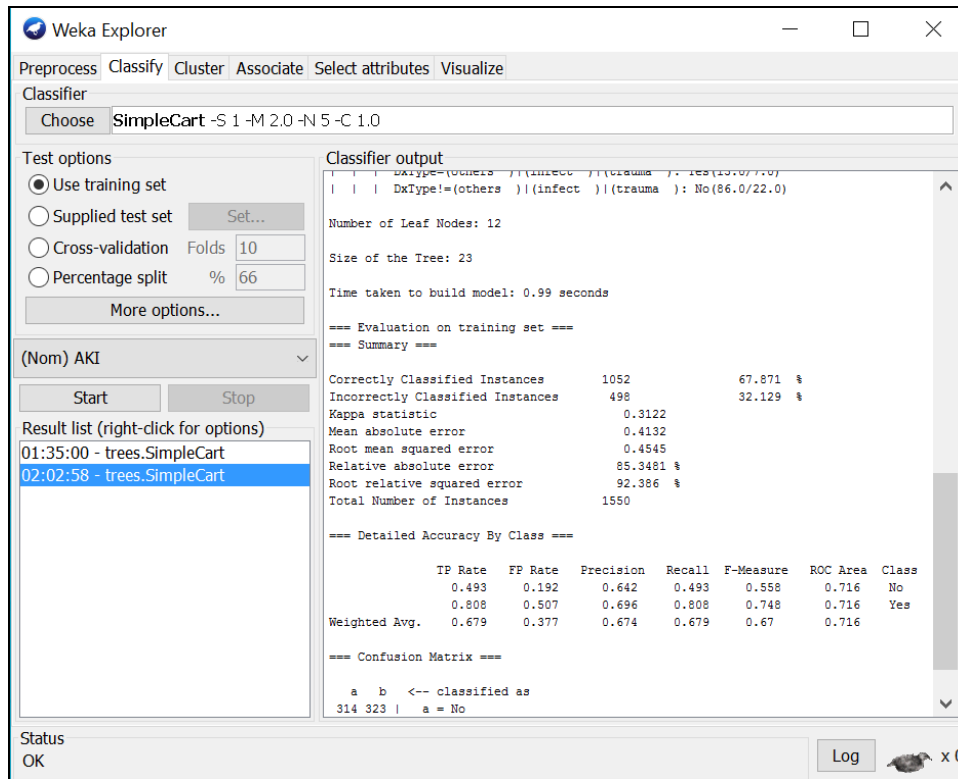 Weka Explorer
Preprocess Classify Cluster Associate Select attributes Visualize
Classifier
Choose SimpleCart -S 1 -M 2.0 -N 5 -C 1.0
Test options
Use training set
Supplied test set Set...
Cross-validation Folds 10
Percentage split % 66
More options...
(Nom) AKI
Start Stop
Result list (right-click for options)
01:35:00 - trees.SimpleCart
02:02:58 - trees.SimpleCart
Classifier output
| | | DxType=(others )|(infect )|(trauma ): Yes(15.0/7.0)
| | | DxType!=(others )|(infect )|(trauma ): No(86.0/22.0)
Number of Leaf Nodes: 12
Size of the Tree: 23
Time taken to build model: 0.99 seconds
=== Evaluation on training set ===
=== Summary ===
Correctly Classified Instances 1052 67.871 %
Incorrectly Classified Instances 498 32.129 %
Kappa statistic 0.3122
Mean absolute error 0.4132
Root mean squared error 0.4545
Relative absolute error 85.3481 %
Root relative squared error 92.386 %
Total Number of Instances 1550
=== Detailed Accuracy By Class ===
TP Rate FP Rate Precision Recall F-Measure ROC Area Class
0.493 0.192 0.642 0.493 0.558 0.716 No
0.808 0.507 0.696 0.808 0.748 0.716 Yes
Weighted Avg. 0.679 0.377 0.674 0.679 0.67 0.716
=== Confusion Matrix ===
a b <-- classified as
314 323 | a = No
Status
OK
Log
x 0